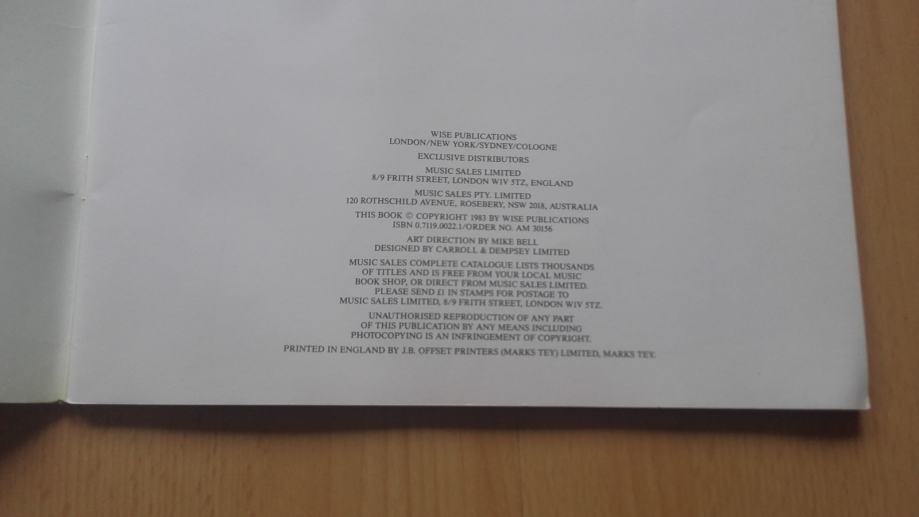 WISE PUBLICATIONS
LONDON/NEW YORK/SYDNEY/COLOGNE
EXCLUSIVE DISTRIBUTORS
MUSIC SALES LIMITED
8/9 FRITH STREET, LONDON W1V 5TZ, ENGLAND
MUSIC SALES PTY. LIMITED
120 ROTHSCHILD AVENUE, ROSEBERY, NSW 2018, AUSTRALIA
THIS BOOK © COPYRIGHT 1983 BY WISE PUBLICATIONS
ISBN 0.7119.0022.1/ORDER NO. AM 30156
ART DIRECTION BY MIKE BELL
DESIGNED BY CARROLL & DEMPSEY LIMITED
MUSIC SALES COMPLETE CATALOGUE LISTS THOUSANDS
OF TITLES AND IS FREE FROM YOUR LOCAL MUSIC
BOOK SHOP, OR DIRECT FROM MUSIC SALES LIMITED.
PLEASE SEND £1 IN STAMPS FOR POSTAGE TO
MUSIC SALES LIMITED, 8/9 FRITH STREET, LONDON W1V 5TZ.
UNAUTHORISED REPRODUCTION OF ANY PART
OF THIS PUBLICATION BY ANY MEANS INCLUDING
PHOTOCOPYING IS AN INFRINGEMENT OF COPYRIGHT.
PRINTED IN ENGLAND BY J.B. OFFSET PRINTERS (MARKS TEY) LIMITED, MARKS TEY.